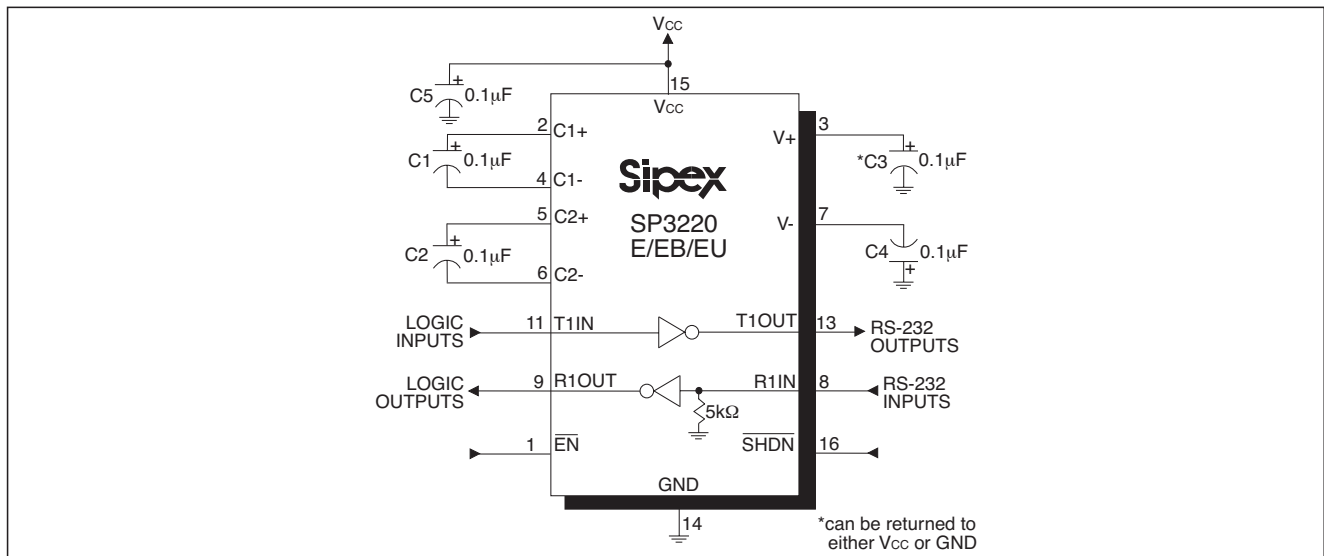 VCC
15
VCC
C5
+
0.1µF
2
C1+
C1
+
0.1µF
4
C1-
5
C2+
C2
+
0.1µF
6
C2-
V+
3
*C3
+
0.1µF
V-
7
C4
0.1µF
+
Sipex
SP3220
E/EB/EU
LOGIC
INPUTS
11
T1IN
T1OUT
13
RS-232
OUTPUTS
LOGIC
OUTPUTS
9
R1OUT
R1IN
8
RS-232
INPUTS
5kΩ
1
EN
SHDN
16
GND
14
*can be returned to
either VCC or GND